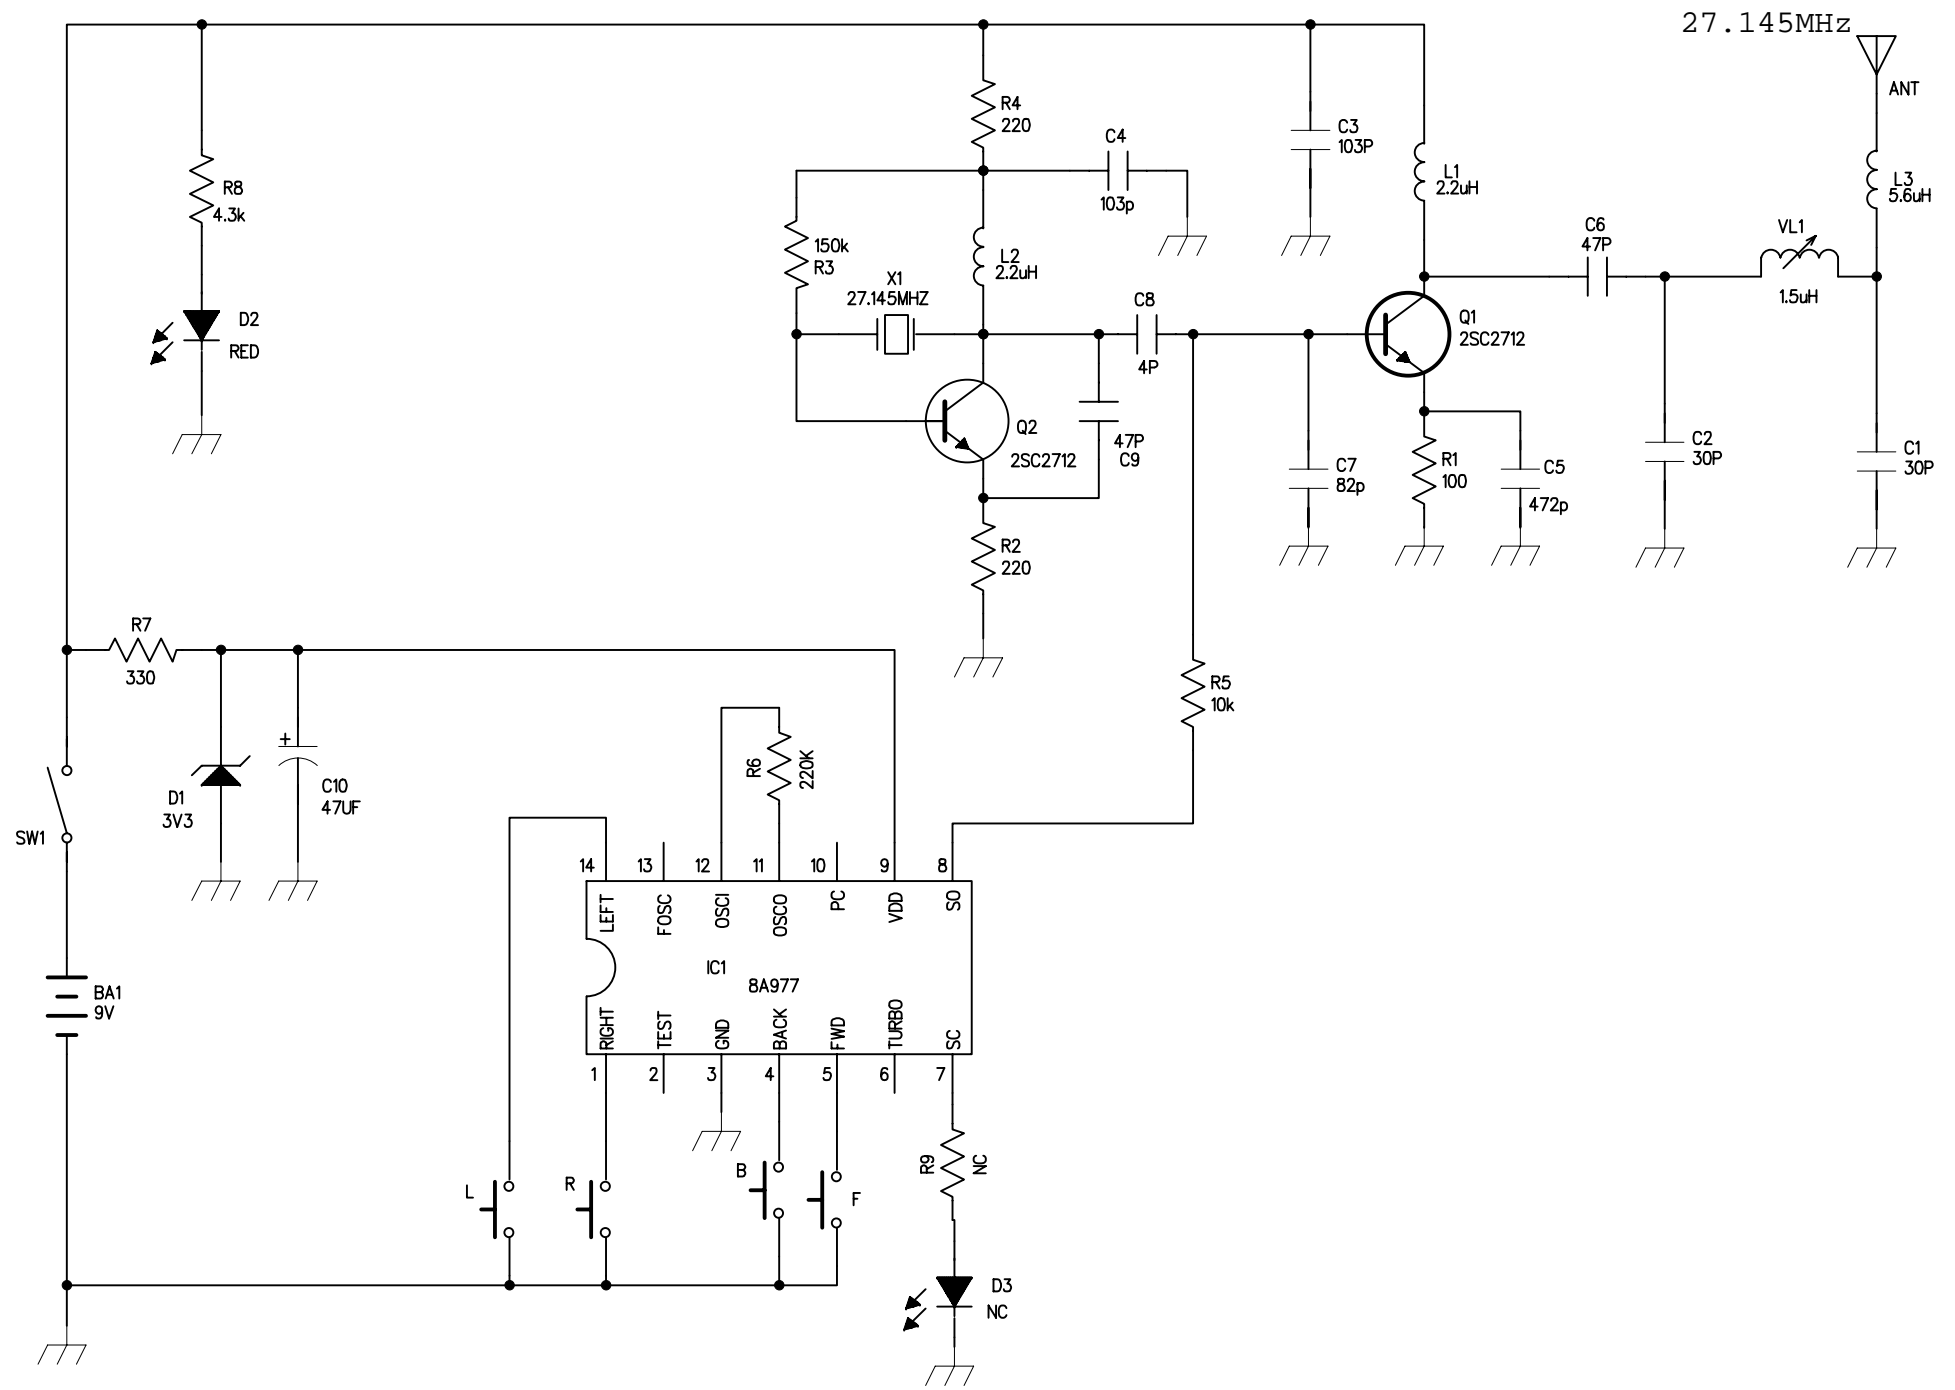 27.145MHz
ANT
R4
220
C4
103p
C3
103P
L1
2.2uH
L3
5.6uH
R8
4.3k
150k
R3
L2
2.2uH
C6
47P
VL1
1.5uH
X1
27.145MHZ
C8
4P
Q1
2SC2712
D2
RED
Q2
2SC2712
47P
C9
C7
82p
R1
100
C5
472p
C2
30P
C1
30P
R2
220
R7
330
R5
10k
R6
220K
D1
3V3
+
C10
47UF
SW1
14 13 12 11 10 9 8
LEFT FOSC OSCI OSCO PC VDD SO
IC1
8A977
BA1
9V
RIGHT TEST GND BACK FWD TURBO SC
1 2 3 4 5 6 7
L
R
B
F
R9
NC
D3
NC